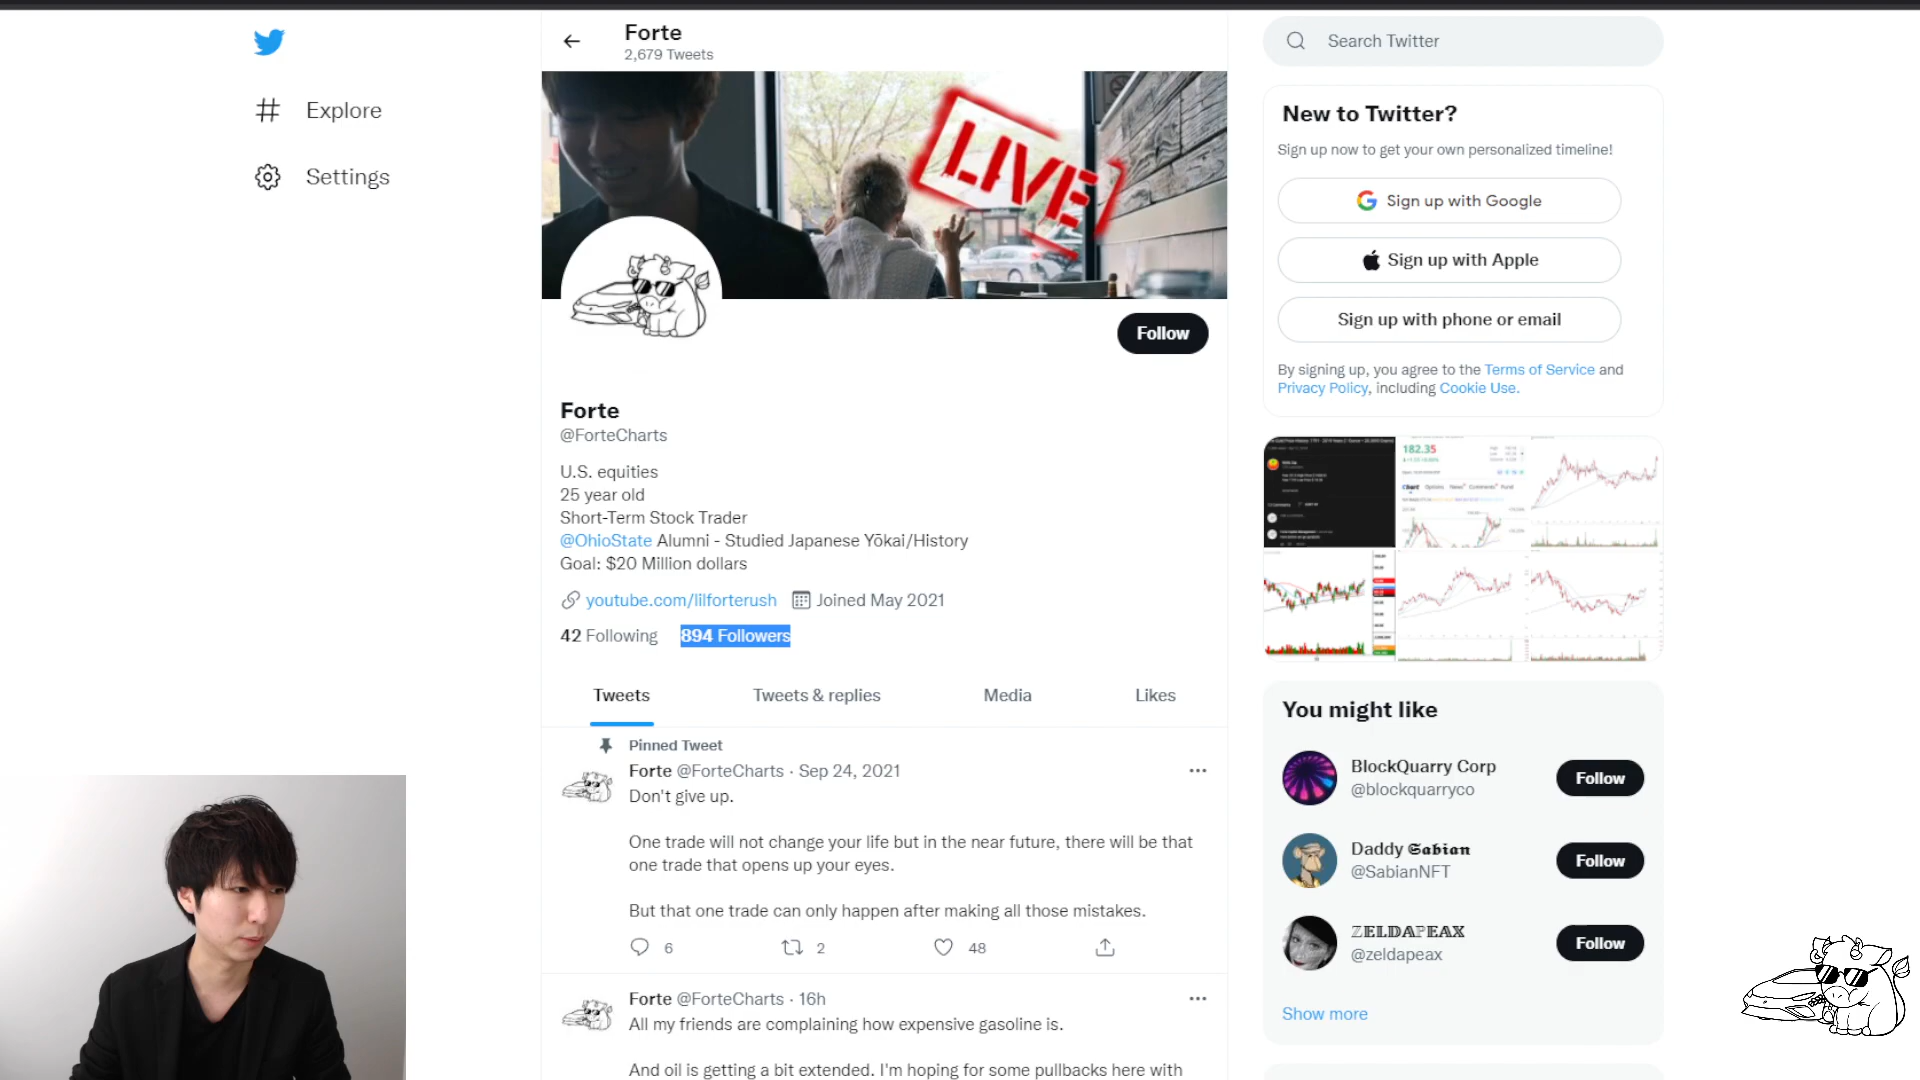 Forte
2,679 Tweets
Explore
Settings
LIVE
Follow
Forte
@ForteCharts
U.S. equities
25 year old
Short-Term Stock Trader
@OhioState Alumni - Studied Japanese Yōkai/History
Goal: $20 Million dollars
youtube.com/lilforterush Joined May 2021
42 Following 894 Followers
Tweets Tweets & replies Media Likes
Pinned Tweet
Forte @ForteCharts · Sep 24, 2021
Don't give up.
One trade will not change your life but in the near future, there will be that
one trade that opens up your eyes.
But that one trade can only happen after making all those mistakes.
6 2 48
Forte @ForteCharts · 16h
All my friends are complaining how expensive gasoline is.
And oil is getting a bit extended. I'm hoping for some pullbacks here with
Search Twitter
New to Twitter?
Sign up now to get your own personalized timeline!
Sign up with Google
Sign up with Apple
Sign up with phone or email
By signing up, you agree to the Terms of Service and
Privacy Policy, including Cookie Use.
182.35
You might like
BlockQuarry Corp
@blockquarryco
Follow
Daddy 𝕾𝖆𝖇𝖎𝖆𝖓
@SabianNFT
Follow
ℤ𝔼𝕃𝔻𝔸ℙ𝔼𝔸𝕏
@zeldapeax
Follow
Show more